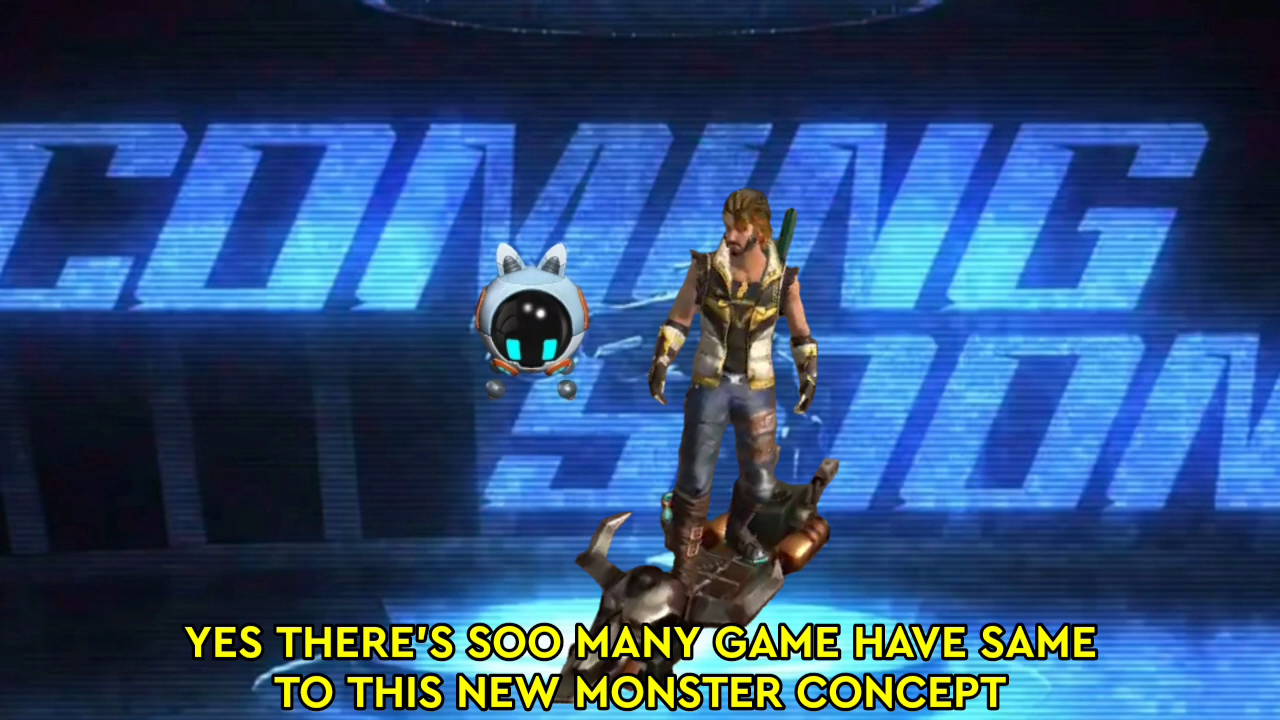 COMING
SOON
YES THERE'S SOO MANY GAME HAVE SAME
TO THIS NEW MONSTER CONCEPT